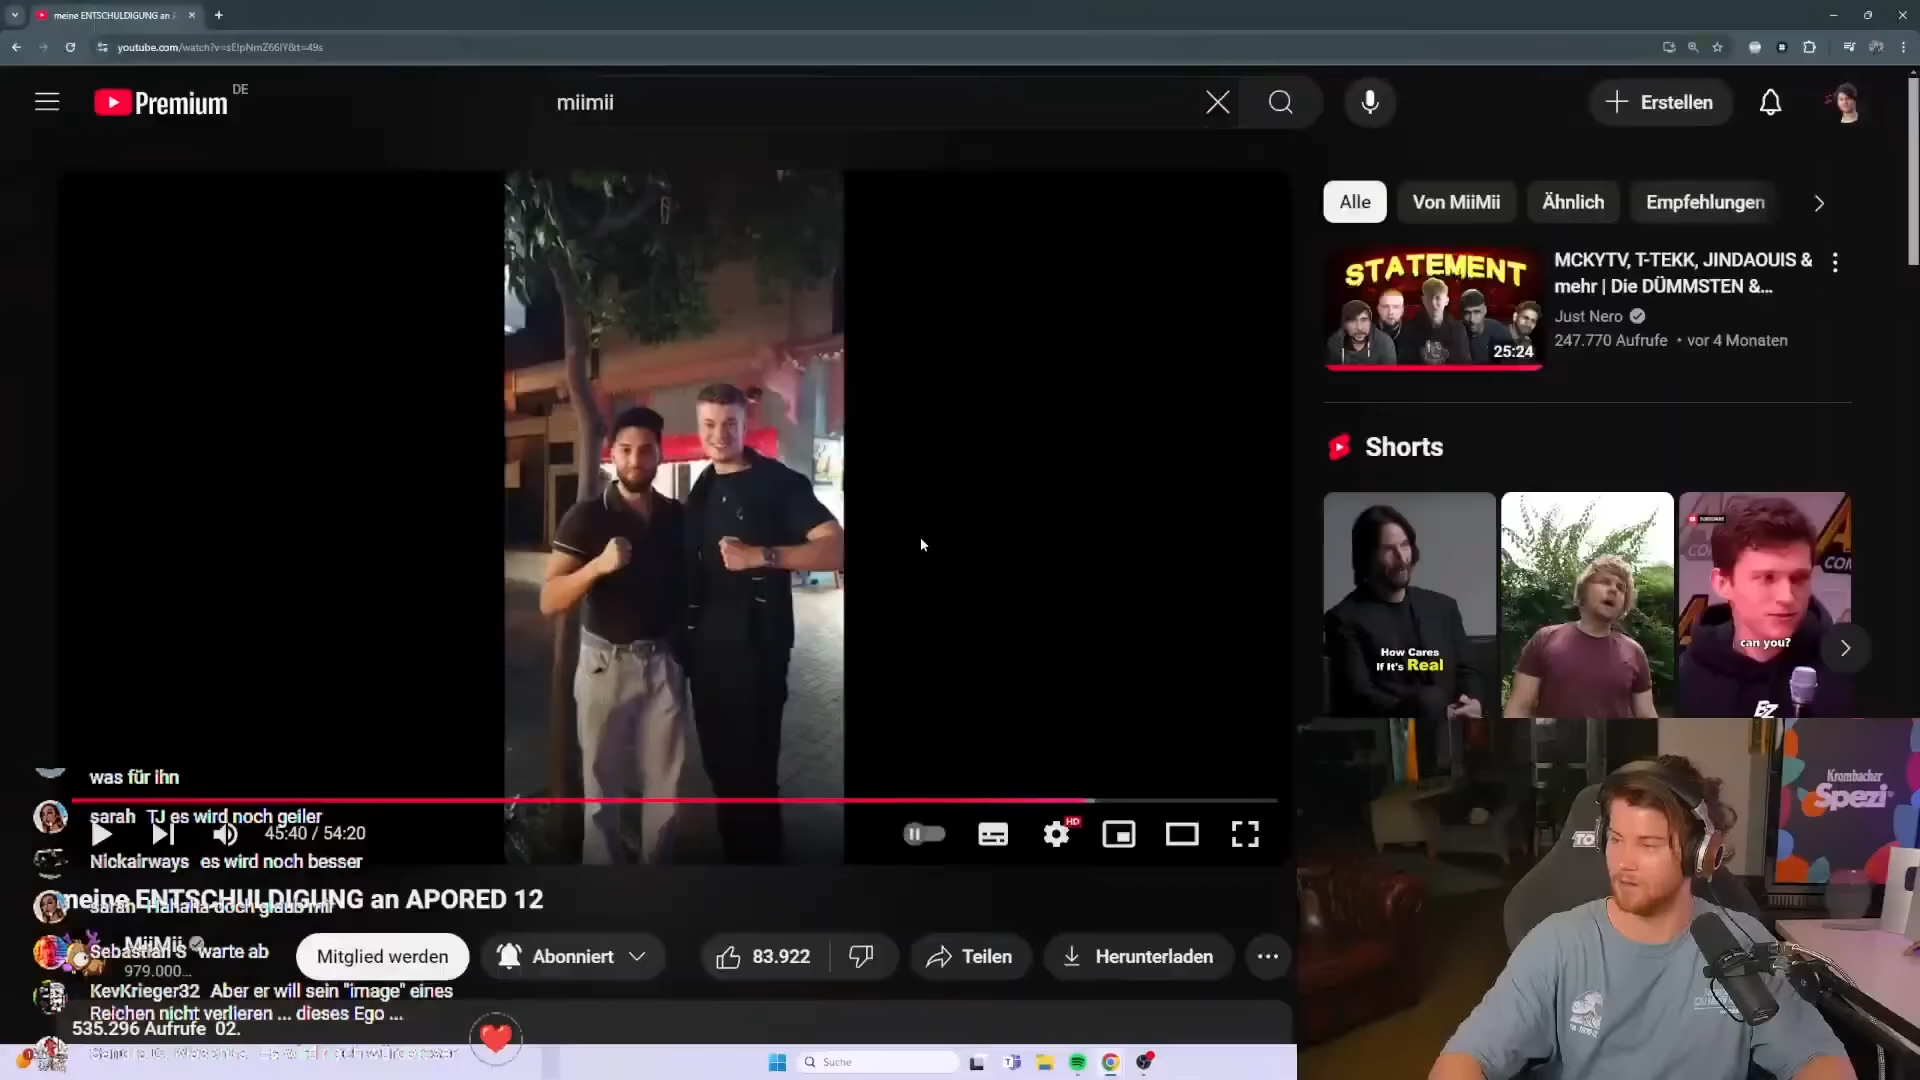 meine ENTSCHULDIGUNG an
youtube.com/watch?v=sElpNmZ66lY&t=49s
Premium DE
miimii
Erstellen
Alle
Von MiiMii
Ähnlich
Empfehlungen
STATEMENT
25:24
MCKYTV, T-TEKK, JINDAOUIS &
mehr | Die DÜMMSTEN &...
Just Nero
247.770 Aufrufe • vor 4 Monaten
Shorts
How Cares
If It's Real
can you?
Krombacher
Spezi
was für ihn
sarah TJ es wird noch geiler
45:40 / 54:20
HD
Nickairways es wird noch besser
meine ENTSCHULDIGUNG an APORED 12
sarah Hahaha doch glaub mir
MiiMii
979.000...
Sebastian S warte ab
Mitglied werden
Abonniert
83.922
Teilen
Herunterladen
KevKrieger32 Aber er will sein "image" eines
Reichen nicht verlieren ... dieses Ego ...
535.296 Aufrufe 02.
Suche